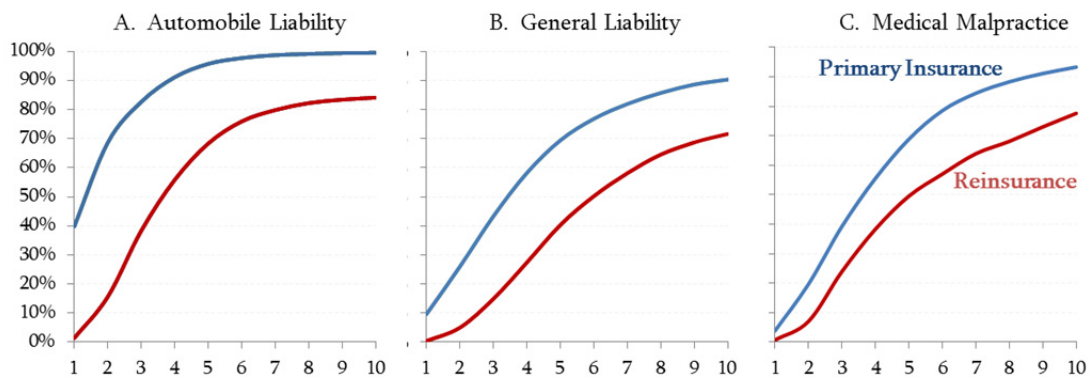 A. Automobile Liability
B. General Liability
C. Medical Malpractice
100%
90%
80%
70%
60%
50%
40%
30%
20%
10%
0%
Primary Insurance
Reinsurance
1 2 3 4 5 6 7 8 9 10
1 2 3 4 5 6 7 8 9 10
1 2 3 4 5 6 7 8 9 10